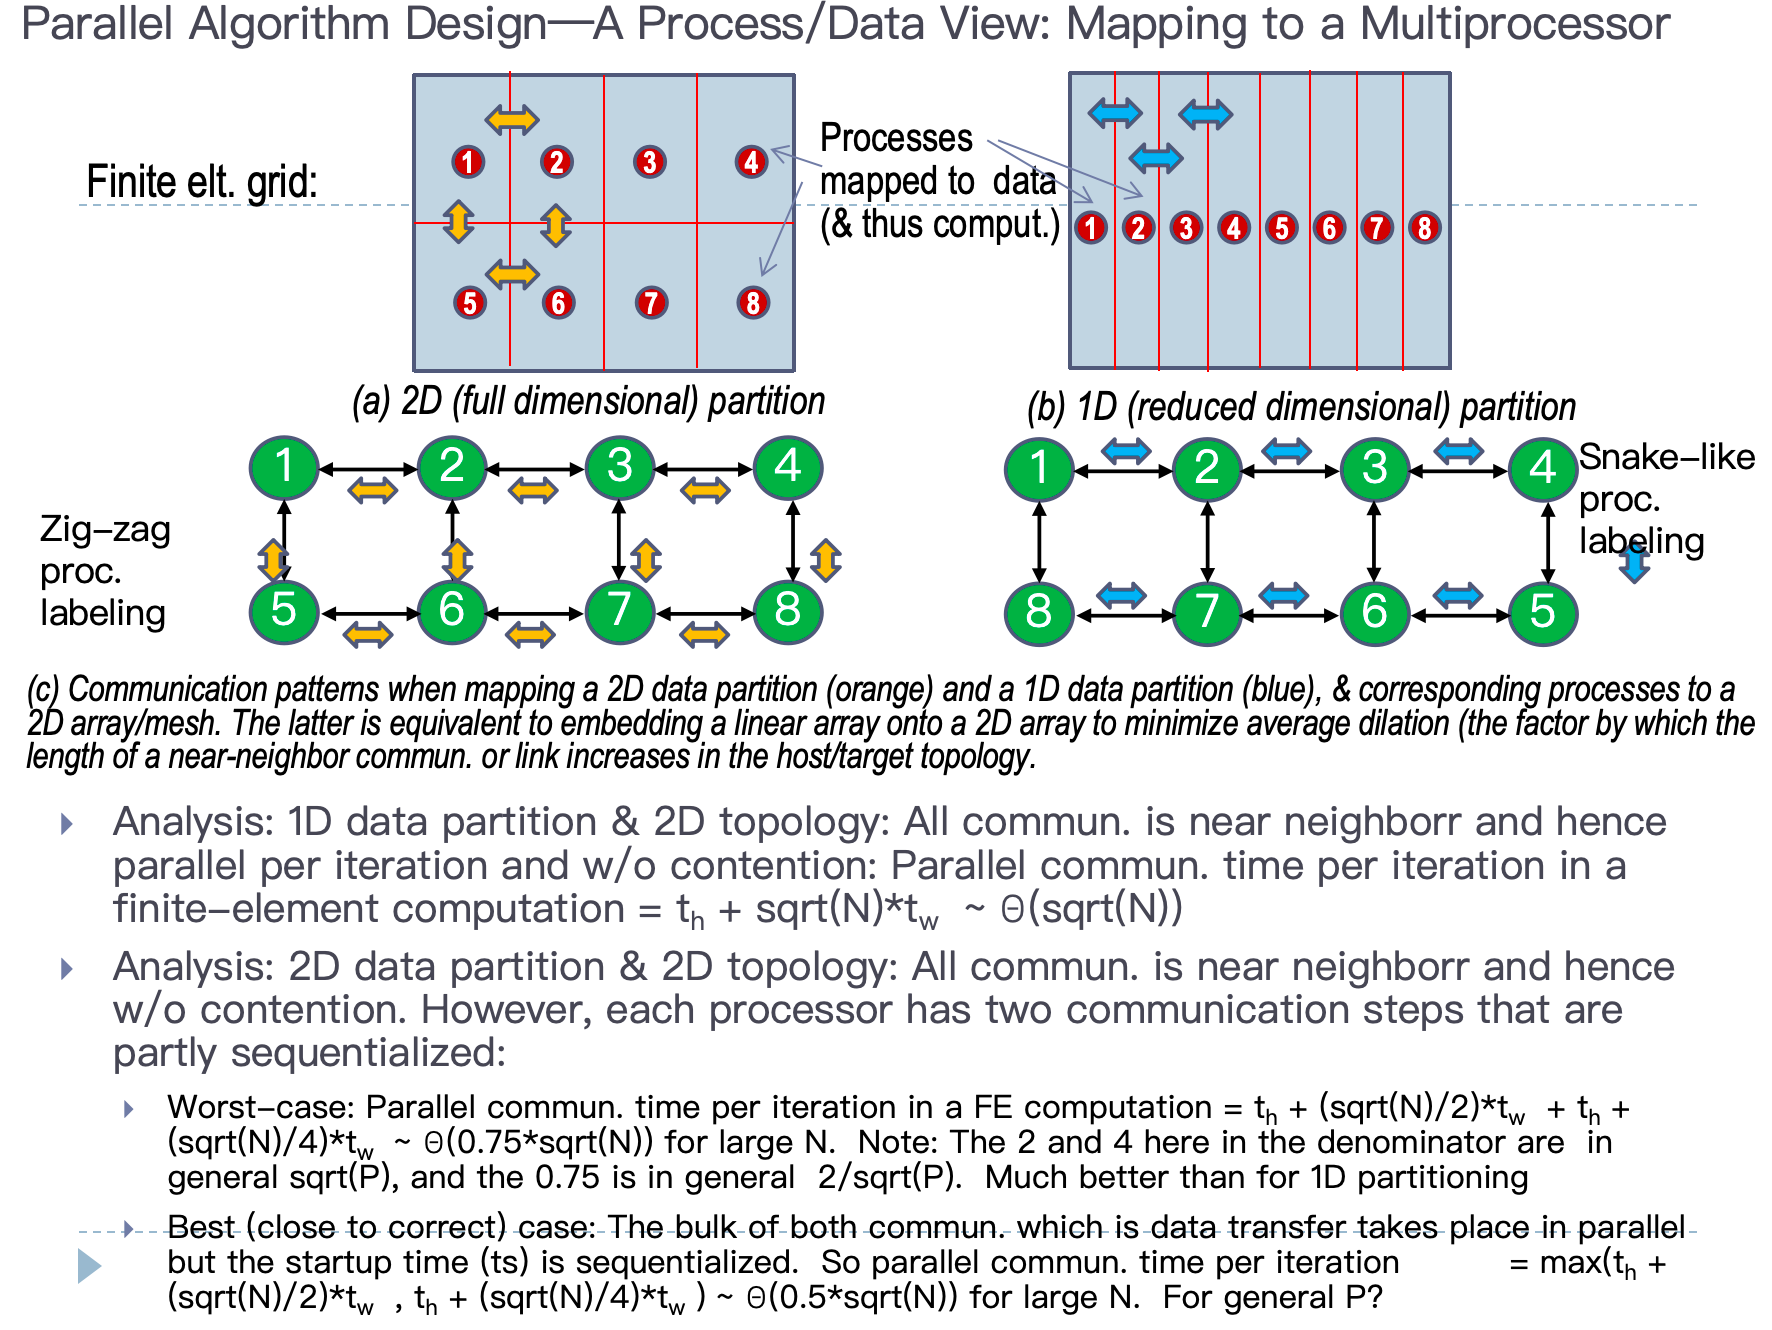 Parallel Algorithm Design—A Process/Data View: Mapping to a Multiprocessor
Finite elt. grid:
1 2 3 4
5 6 7 8
Processes
mapped to data
(& thus comput.)
1 2 3 4 5 6 7 8
(a) 2D (full dimensional) partition
(b) 1D (reduced dimensional) partition
1 2 3 4
Zig-zag
proc.
labeling
5 6 7 8
1 2 3 4
Snake-like
proc.
labeling
8 7 6 5
(c) Communication patterns when mapping a 2D data partition (orange) and a 1D data partition (blue), & corresponding processes to a
2D array/mesh. The latter is equivalent to embedding a linear array onto a 2D array to minimize average dilation (the factor by which the
length of a near-neighbor commun. or link increases in the host/target topology.
Analysis: 1D data partition & 2D topology: All commun. is near neighborr and hence
parallel per iteration and w/o contention: Parallel commun. time per iteration in a
finite-element computation = th + sqrt(N)*tw ~ Θ(sqrt(N))
Analysis: 2D data partition & 2D topology: All commun. is near neighborr and hence
w/o contention. However, each processor has two communication steps that are
partly sequentialized:
Worst-case: Parallel commun. time per iteration in a FE computation = th + (sqrt(N)/2)*tw + th +
(sqrt(N)/4)*tw ~ Θ(0.75*sqrt(N)) for large N. Note: The 2 and 4 here in the denominator are in
general sqrt(P), and the 0.75 is in general 2/sqrt(P). Much better than for 1D partitioning
Best (close to correct) case: The bulk of both commun. which is data transfer takes place in parallel
but the startup time (ts) is sequentialized. So parallel commun. time per iteration = max(th +
(sqrt(N)/2)*tw , th + (sqrt(N)/4)*tw ) ~ Θ(0.5*sqrt(N)) for large N. For general P?